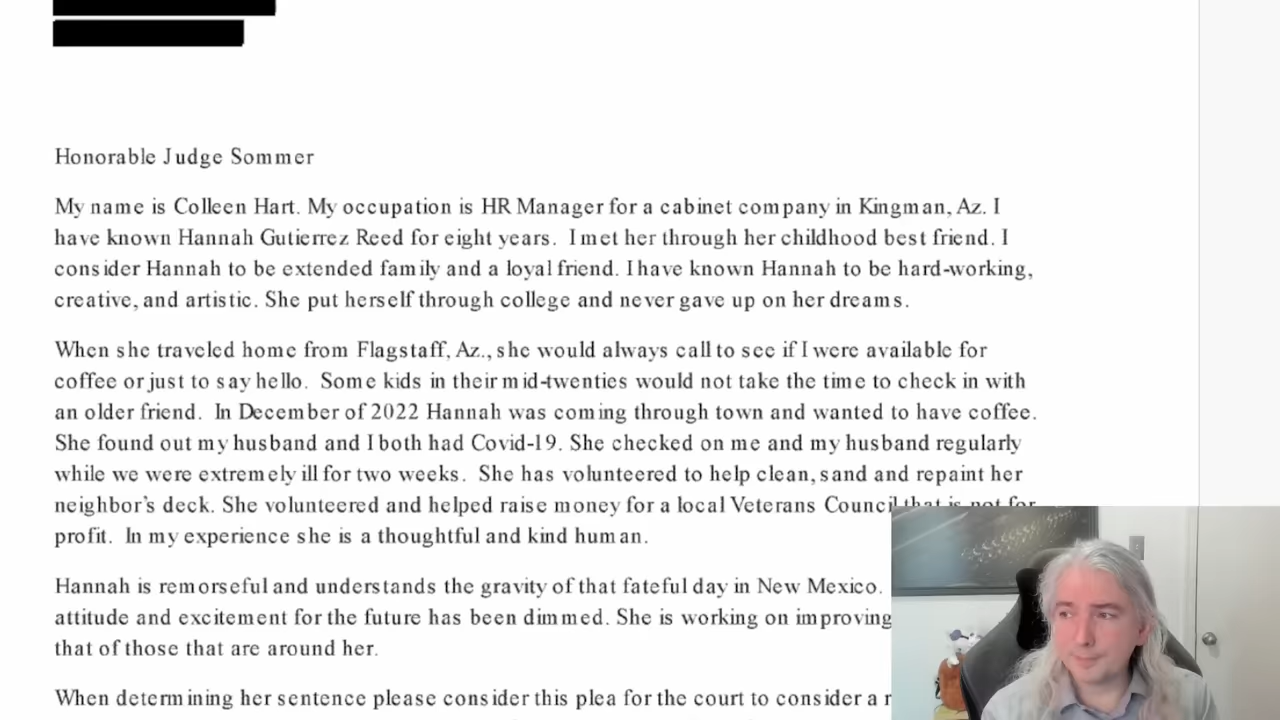 Honorable Judge Sommer
My name is Colleen Hart. My occupation is HR Manager for a cabinet company in Kingman, Az. I
have known Hannah Gutierrez Reed for eight years. I met her through her childhood best friend. I
consider Hannah to be extended family and a loyal friend. I have known Hannah to be hard-working,
creative, and artistic. She put herself through college and never gave up on her dreams.
When she traveled home from Flagstaff, Az., she would always call to see if I were available for
coffee or just to say hello. Some kids in their mid-twenties would not take the time to check in with
an older friend. In December of 2022 Hannah was coming through town and wanted to have coffee.
She found out my husband and I both had Covid-19. She checked on me and my husband regularly
while we were extremely ill for two weeks. She has volunteered to help clean, sand and repaint her
neighbor’s deck. She volunteered and helped raise money for a local Veterans Council that is not for
profit. In my experience she is a thoughtful and kind human.
Hannah is remorseful and understands the gravity of that fateful day in New Mexico.
attitude and excitement for the future has been dimmed. She is working on improving
that of those that are around her.
When determining her sentence please consider this plea for the court to consider a